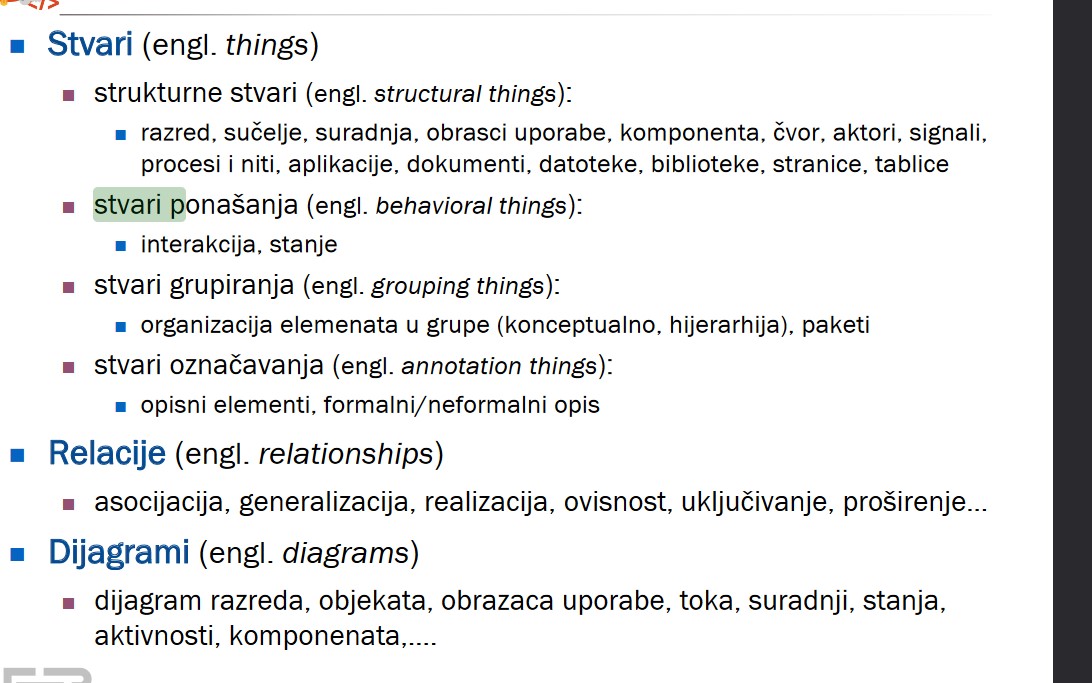 </>
Stvari (engl. things)
strukturne stvari (engl. structural things):
razred, sučelje, suradnja, obrasci uporabe, komponenta, čvor, aktori, signali,
procesi i niti, aplikacije, dokumenti, datoteke, biblioteke, stranice, tablice
stvari ponašanja (engl. behavioral things):
interakcija, stanje
stvari grupiranja (engl. grouping things):
organizacija elemenata u grupe (konceptualno, hijerarhija), paketi
stvari označavanja (engl. annotation things):
opisni elementi, formalni/neformalni opis
Relacije (engl. relationships)
asocijacija, generalizacija, realizacija, ovisnost, uključivanje, proširenje...
Dijagrami (engl. diagrams)
dijagram razreda, objekata, obrazaca uporabe, toka, suradnji, stanja,
aktivnosti, komponenata,....